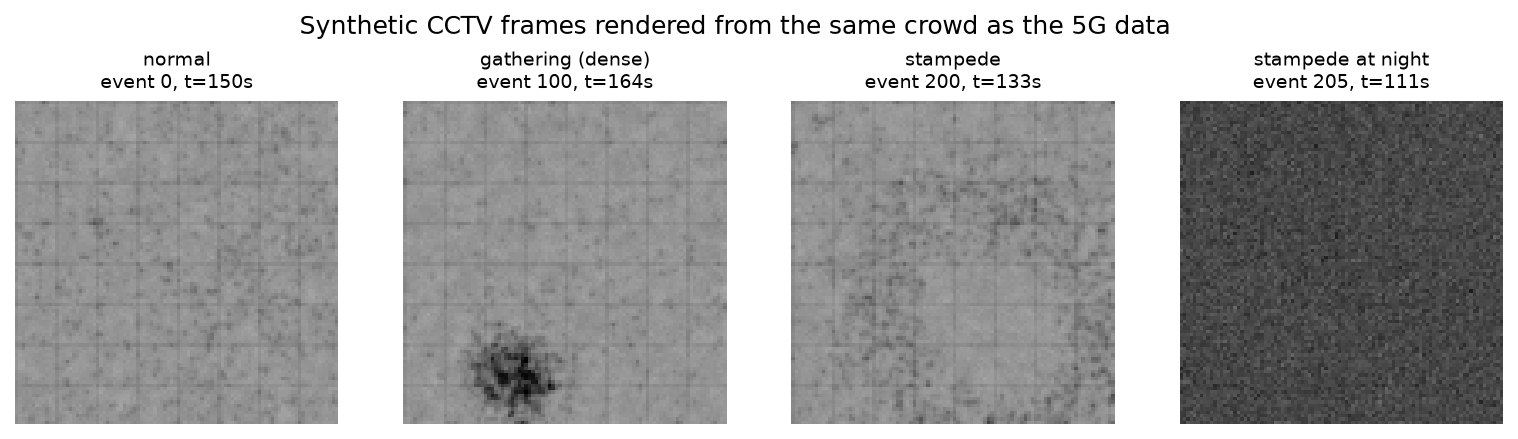 Synthetic CCTV frames rendered from the same crowd as the 5G data
normal
event 0, t=150s
gathering (dense)
event 100, t=164s
stampede
event 200, t=133s
stampede at night
event 205, t=111s